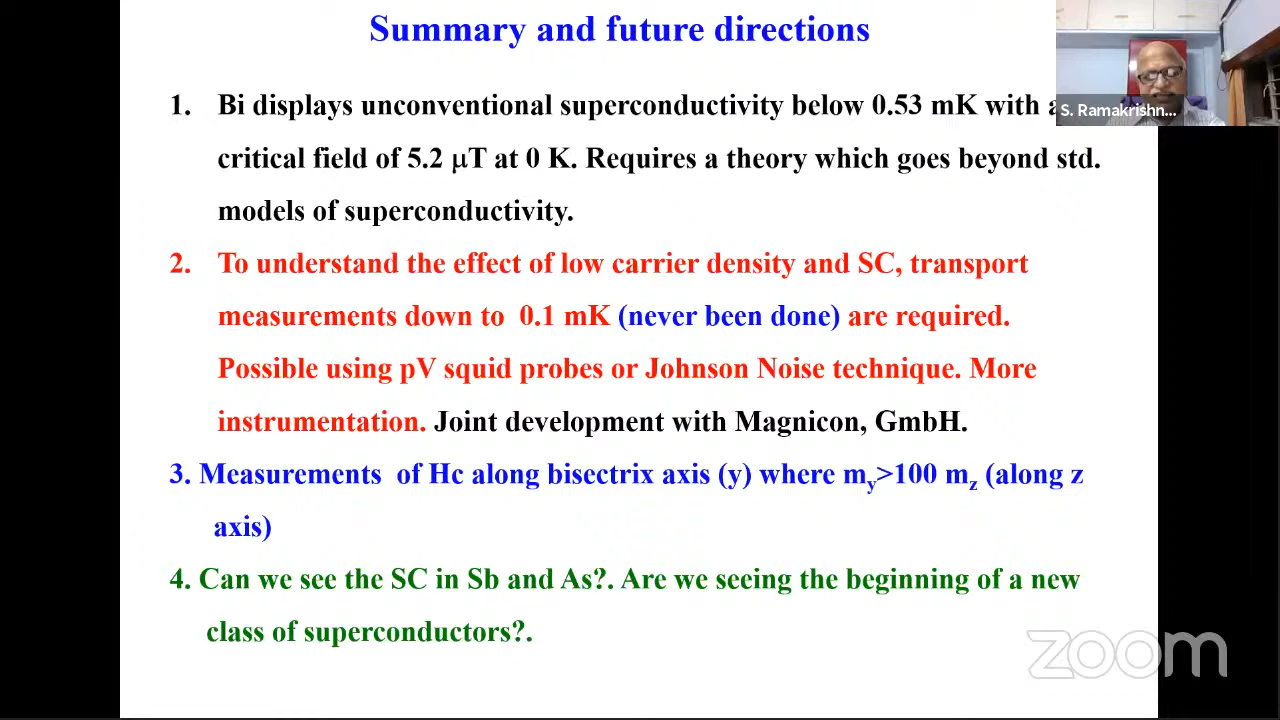 Summary and future directions
S. Ramakrishn...
1. Bi displays unconventional superconductivity below 0.53 mK with a
critical field of 5.2 µT at 0 K. Requires a theory which goes beyond std.
models of superconductivity.
2. To understand the effect of low carrier density and SC, transport
measurements down to 0.1 mK (never been done) are required.
Possible using pV squid probes or Johnson Noise technique. More
instrumentation. Joint development with Magnicon, GmbH.
3. Measurements of Hc along bisectrix axis (y) where my>100 mz (along z
axis)
4. Can we see the SC in Sb and As?. Are we seeing the beginning of a new
class of superconductors?.
zoom